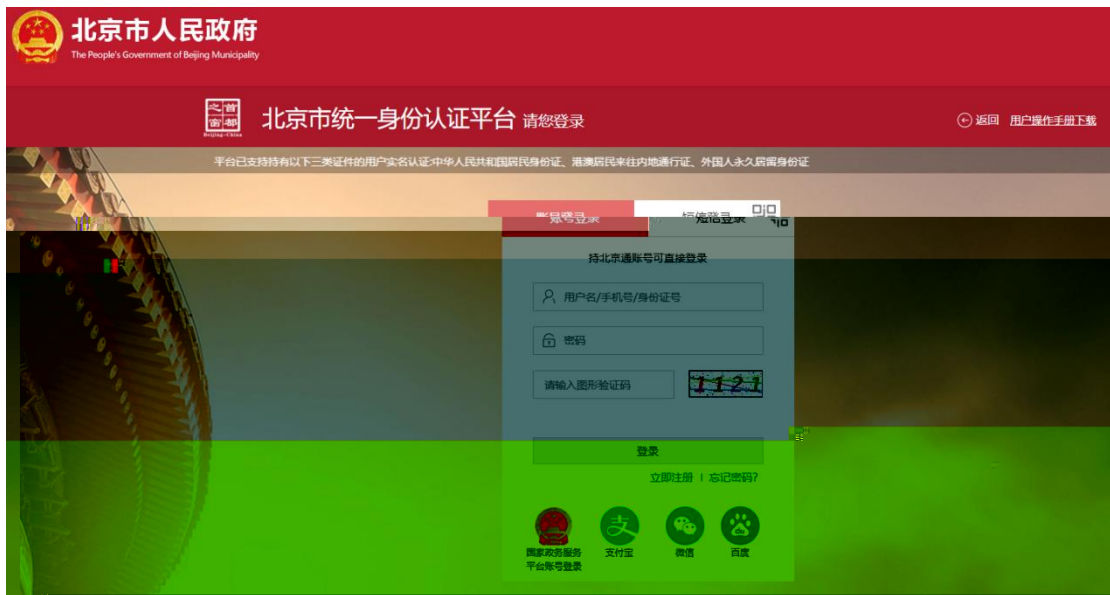 北京市人民政府
The People's Government of Beijing Municipality
首都之窗
Beijing-China
北京市统一身份认证平台 请您登录
返回 用户操作手册下载
平台已支持持有以下三类证件的用户实名认证:中华人民共和国居民身份证、港澳居民来往内地通行证、外国人永久居留身份证
账号登录 短信登录
持北京通账号可直接登录
用户名/手机号/身份证号
密码
请输入图形验证码 1121
登录
立即注册 | 忘记密码?
国家政务服务平台账号登录 支付宝 微信 百度